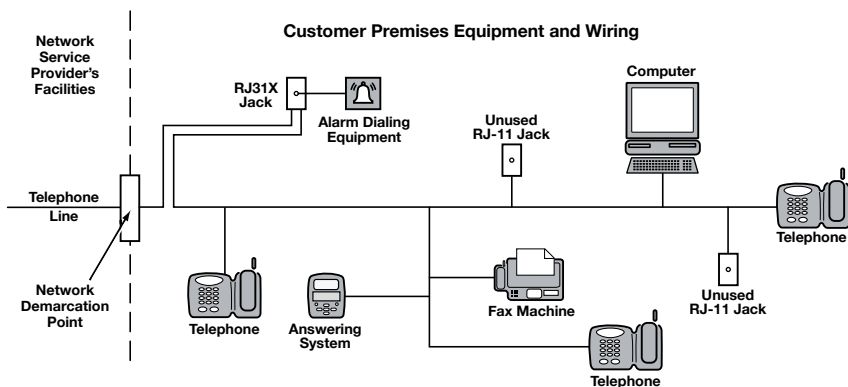 Customer Premises Equipment and Wiring
Network
Service
Provider's
Facilities
RJ31X
Jack
Alarm Dialing
Equipment
Unused
RJ-11 Jack
Computer
Telephone
Line
Network
Demarcation
Point
Telephone
Answering
System
Fax Machine
Telephone
Unused
RJ-11 Jack
Telephone